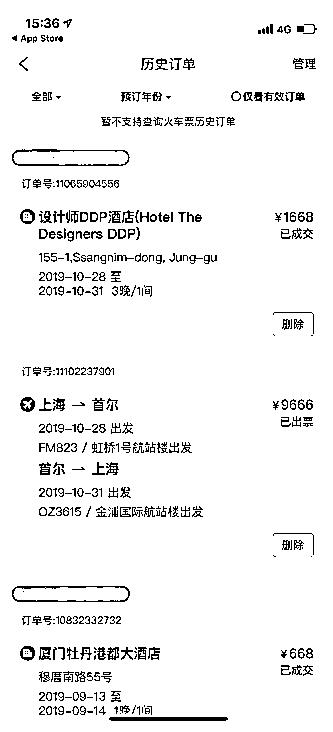 15:36
4G
App Store
历史订单
管理
全部
预订年份
仅看有效订单
暂不支持查询火车票历史订单
订单号:11065904556
设计师DDP酒店(Hotel The
Designers DDP)
¥1668
已成交
155-1,Ssangnim-dong, Jung-gu
2019-10-28 至
2019-10-31 3晚/1间
删除
订单号:11102237901
上海 → 首尔
¥9666
已出票
2019-10-28 出发
FM823 / 虹桥1号航站楼出发
首尔 → 上海
2019-10-31 出发
OZ3615 / 金浦国际航站楼出发
删除
订单号:10832332732
厦门牡丹港都大酒店
¥668
已成交
穆厝南路55号
2019-09-13 至
2019-09-14 1晚/1间